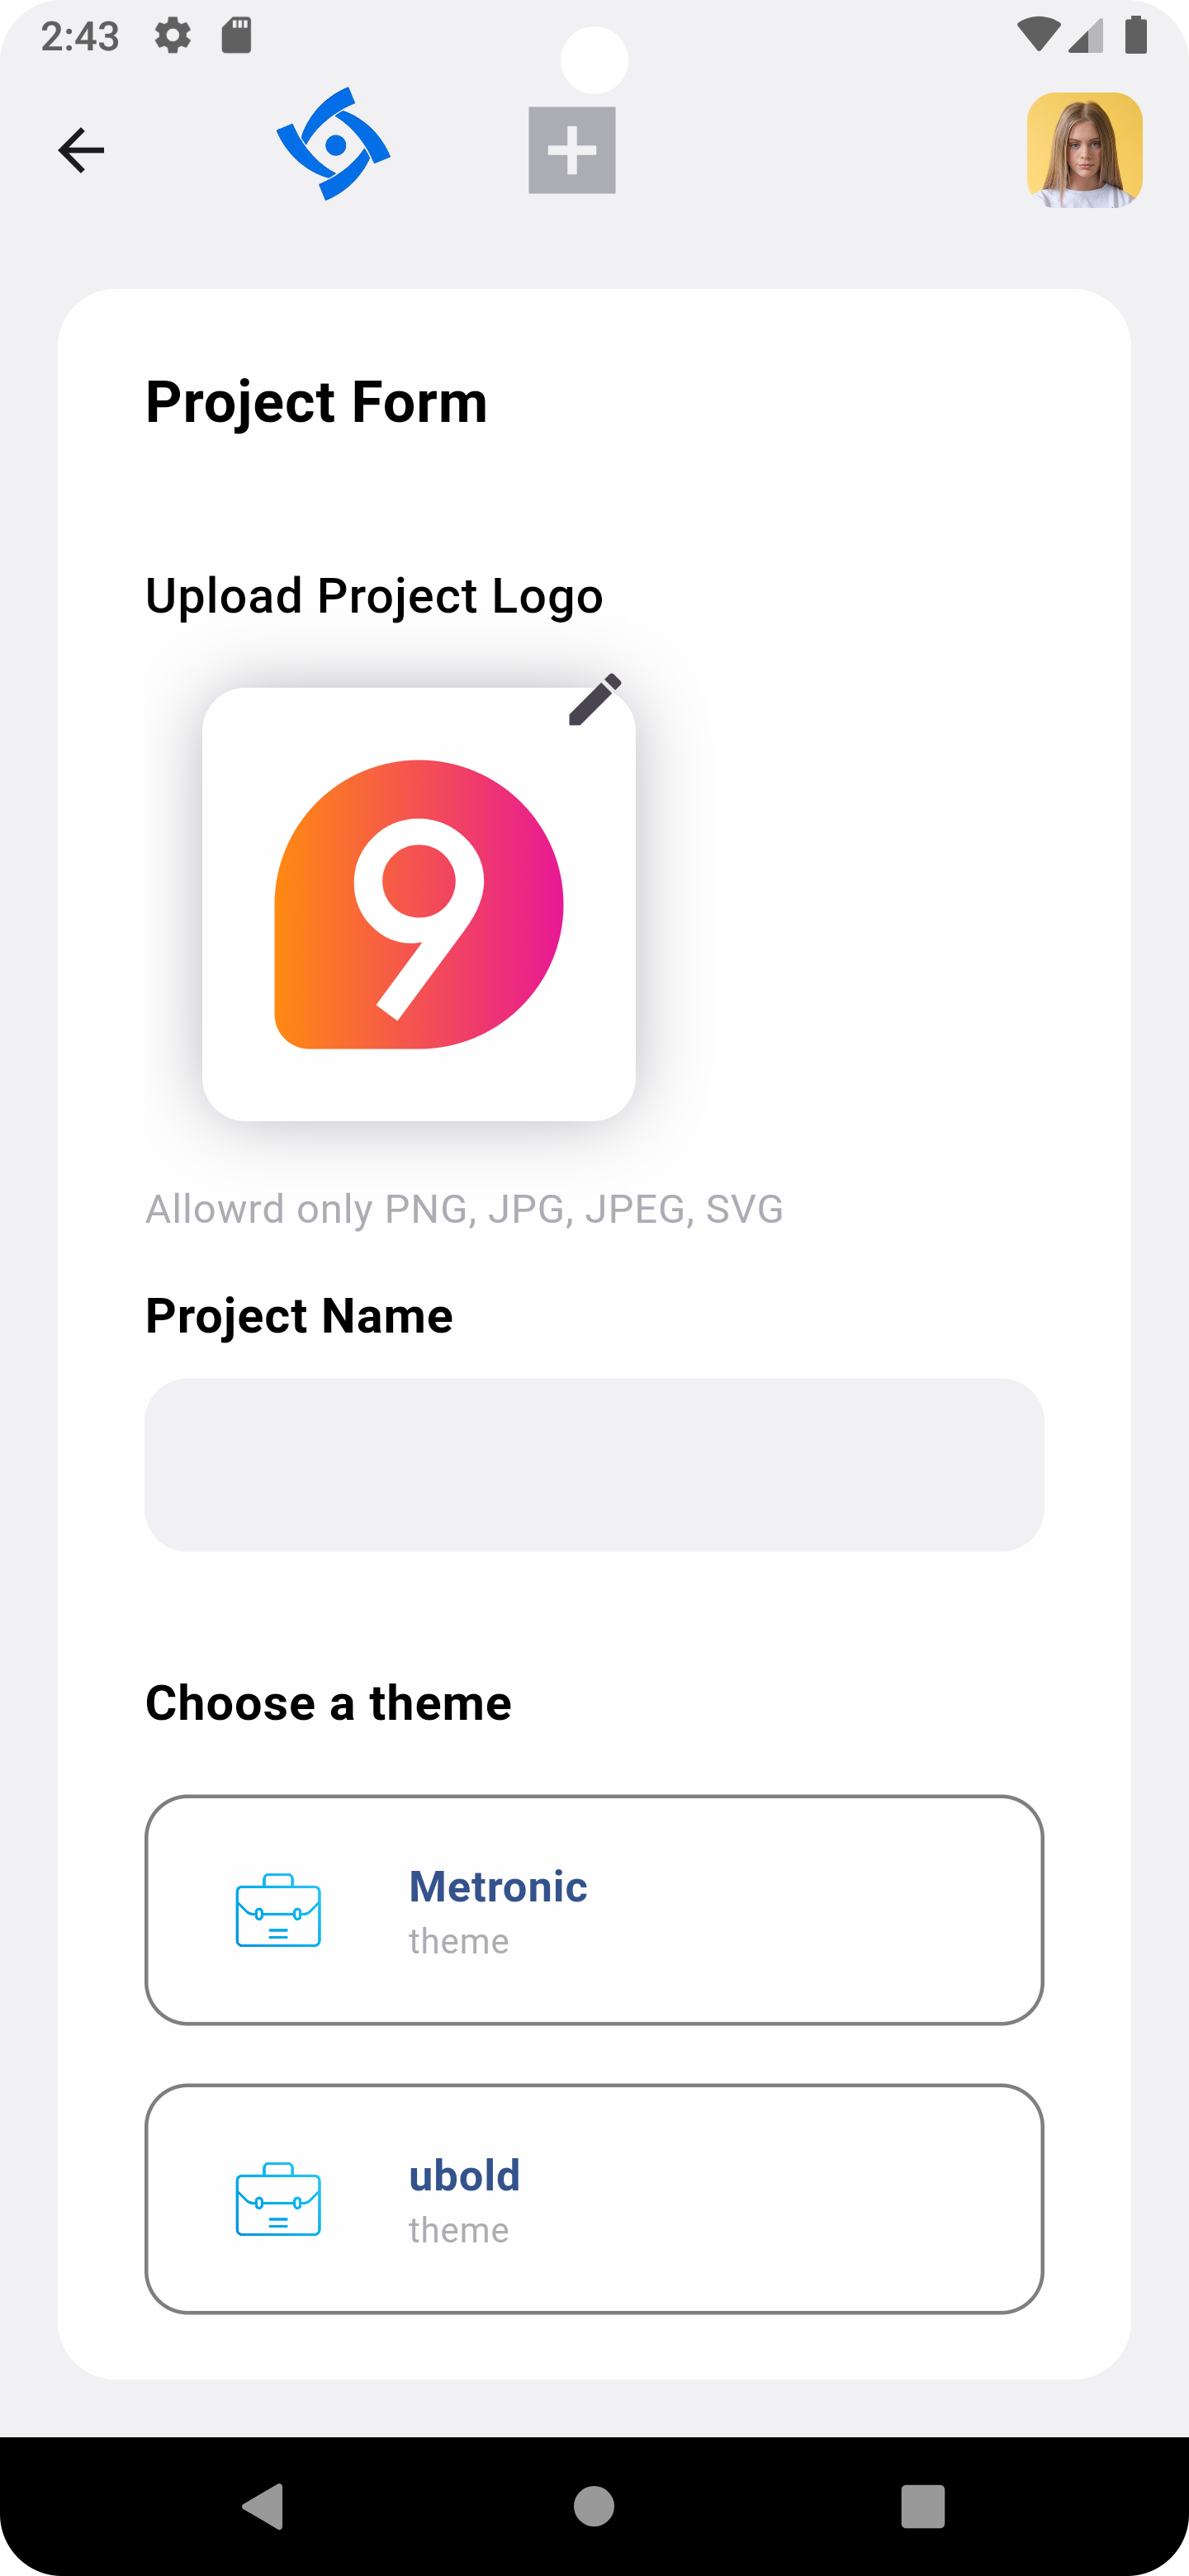 2:43
Project Form
Upload Project Logo
9
Allowrd only PNG, JPG, JPEG, SVG
Project Name
Choose a theme
Metronic
theme
ubold
theme